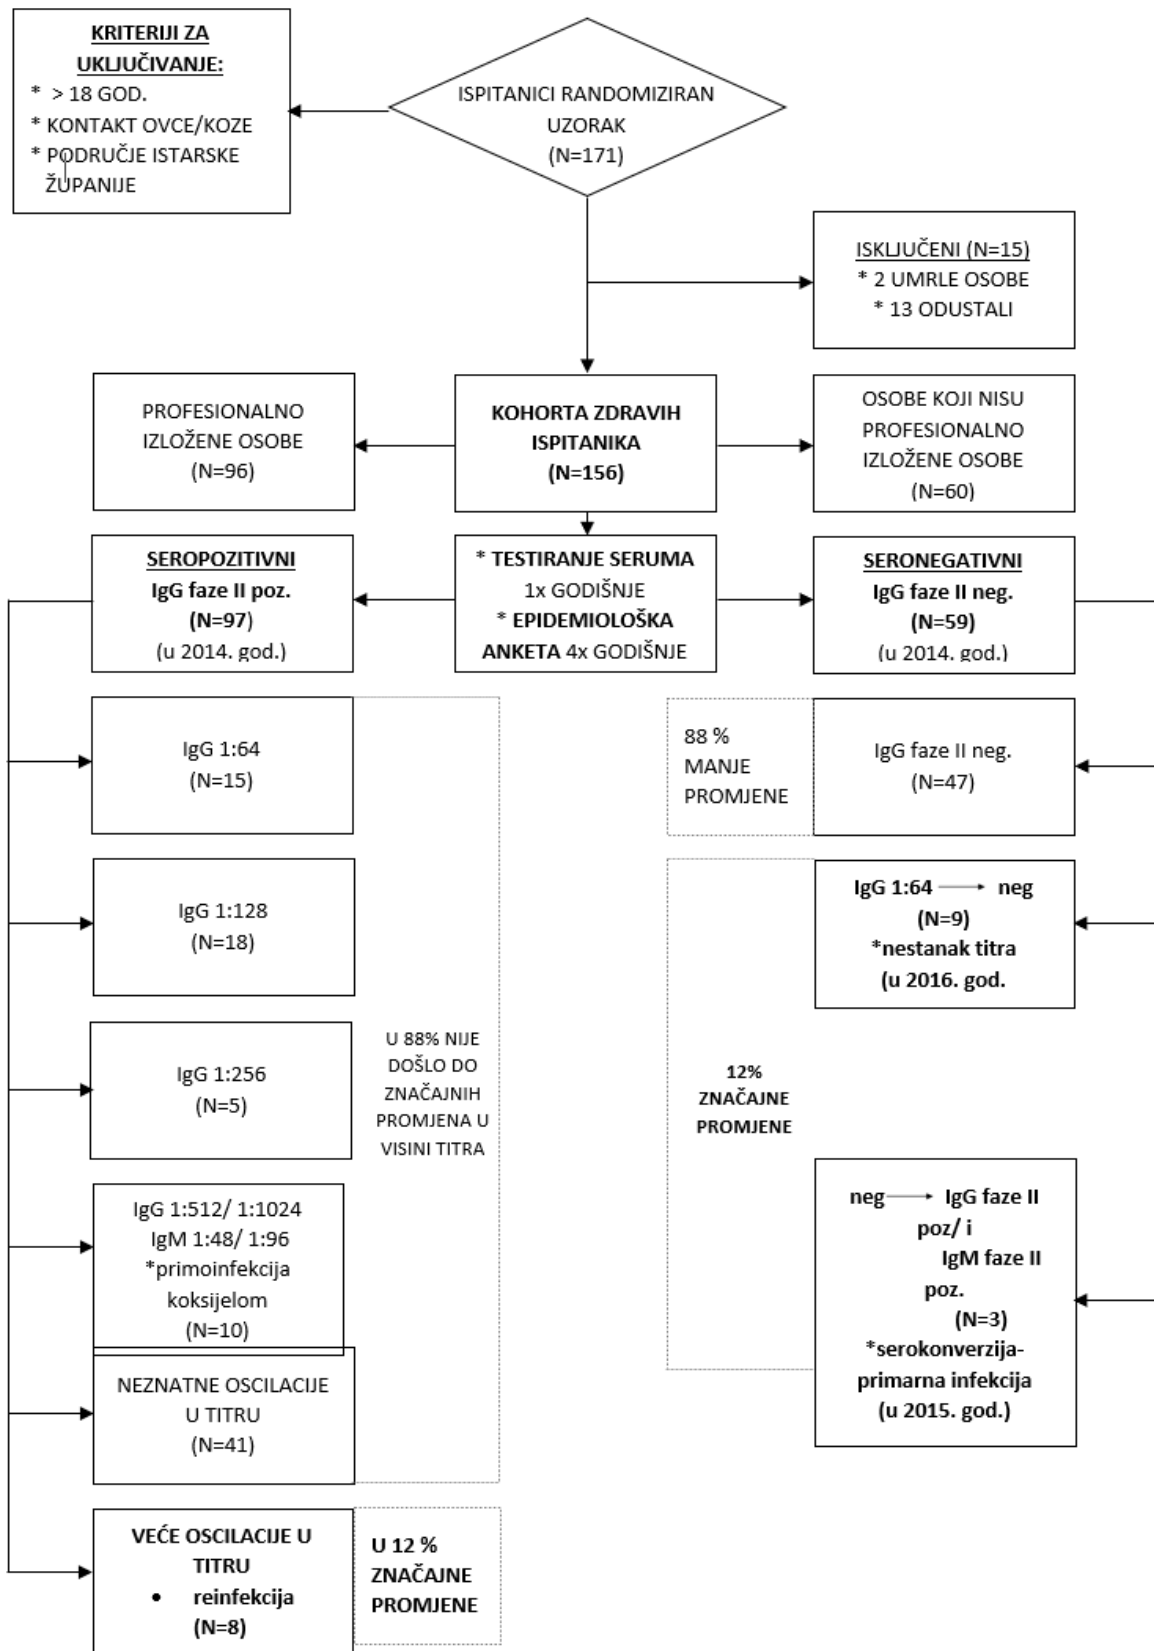 KRITERIJI ZA
UKLJUČIVANJE:
* > 18 GOD.
* KONTAKT OVCE/KOZE
* PODRUČJE ISTARSKE
ŽUPANIJE
ISPITANICI RANDOMIZIRAN
UZORAK
(N=171)
ISKLJUČENI (N=15)
* 2 UMRLE OSOBE
* 13 ODUSTALI
PROFESIONALNO
IZLOŽENE OSOBE
(N=96)
KOHORTA ZDRAVIH
ISPITANIKA
(N=156)
OSOBE KOJI NISU
PROFESIONALNO
IZLOŽENE OSOBE
(N=60)
SEROPOZITIVNI
IgG faze II poz.
(N=97)
(u 2014. god.)
* TESTIRANJE SERUMA
1x GODIŠNJE
* EPIDEMIOLOŠKA
ANKETA 4x GODIŠNJE
SERONEGATIVNI
IgG faze II neg.
(N=59)
(u 2014. god.)
IgG 1:64
(N=15)
IgG 1:128
(N=18)
IgG 1:256
(N=5)
IgG 1:512/ 1:1024
IgM 1:48/ 1:96
*primoinfekcija
koksijelom
(N=10)
NEZNATNE OSCILACIJE
U TITRU
(N=41)
U 88% NIJE
DOŠLO DO
ZNAČAJNIH
PROMJENA U
VISINI TITRA
VEĆE OSCILACIJE U
TITRU
• reinfekcija
(N=8)
U 12 %
ZNAČAJNE
PROMJENE
88 %
MANJE
PROMJENE
IgG faze II neg.
(N=47)
IgG 1:64 → neg
(N=9)
*nestanak titra
(u 2016. god.
12%
ZNAČAJNE
PROMJENE
neg → IgG faze II
poz/ i
IgM faze II
poz.
(N=3)
*serokonverzija-
primarna infekcija
(u 2015. god.)